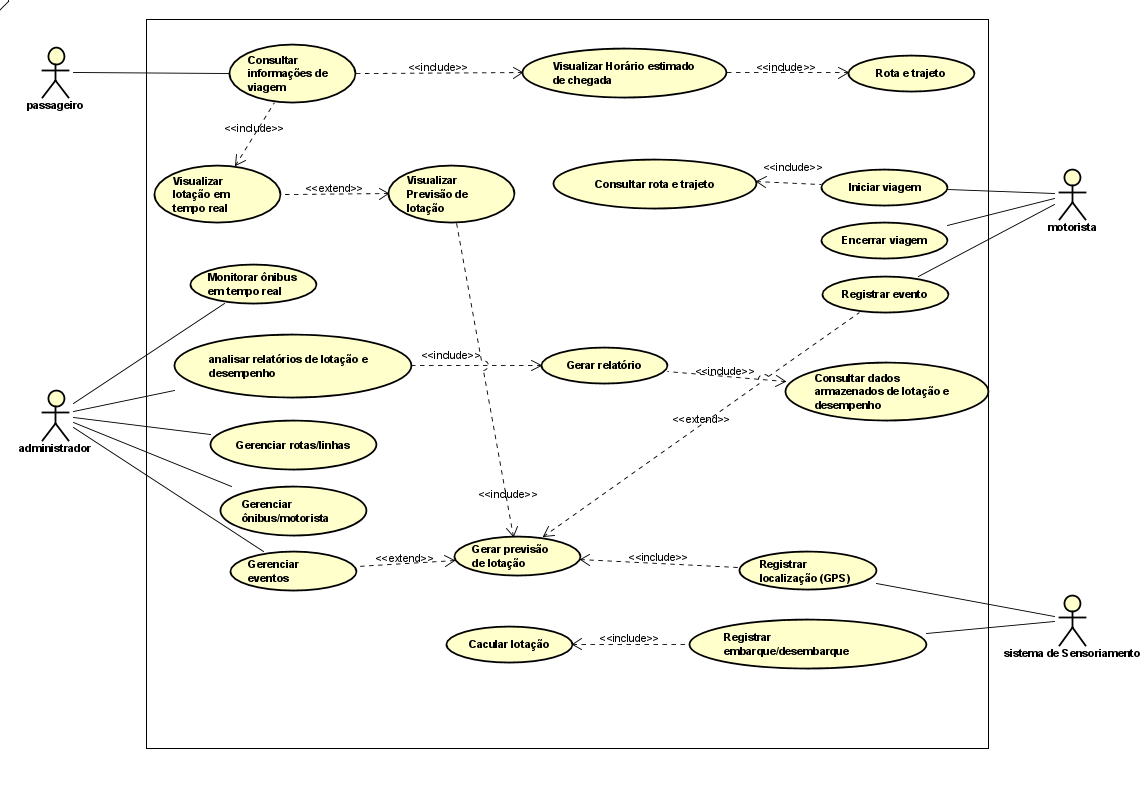 passageiro
Consultar
informações de
viagem
<<include>>
Visualizar Horário estimado
de chegada
<<include>>
Rota e trajeto
<<include>>
Visualizar
lotação em
tempo real
<<extend>>
Visualizar
Previsão de
lotação
Consultar rota e trajeto
<<include>>
Iniciar viagem
motorista
Encerrar viagem
Registrar evento
Monitorar ônibus
em tempo real
analisar relatórios de lotação e
desempenho
<<include>>
Gerar relatório
<<include>>
Consultar dados
armazenados de lotação e
desempenho
administrador
<<extend>>
Gerenciar rotas/linhas
Gerenciar
ônibus/motorista
<<include>>
Gerenciar
eventos
<<extend>>
Gerar previsão
de lotação
<<include>>
Registrar
localização (GPS)
Cacular lotação
<<include>>
Registrar
embarque/desembarque
sistema de Sensoriamento